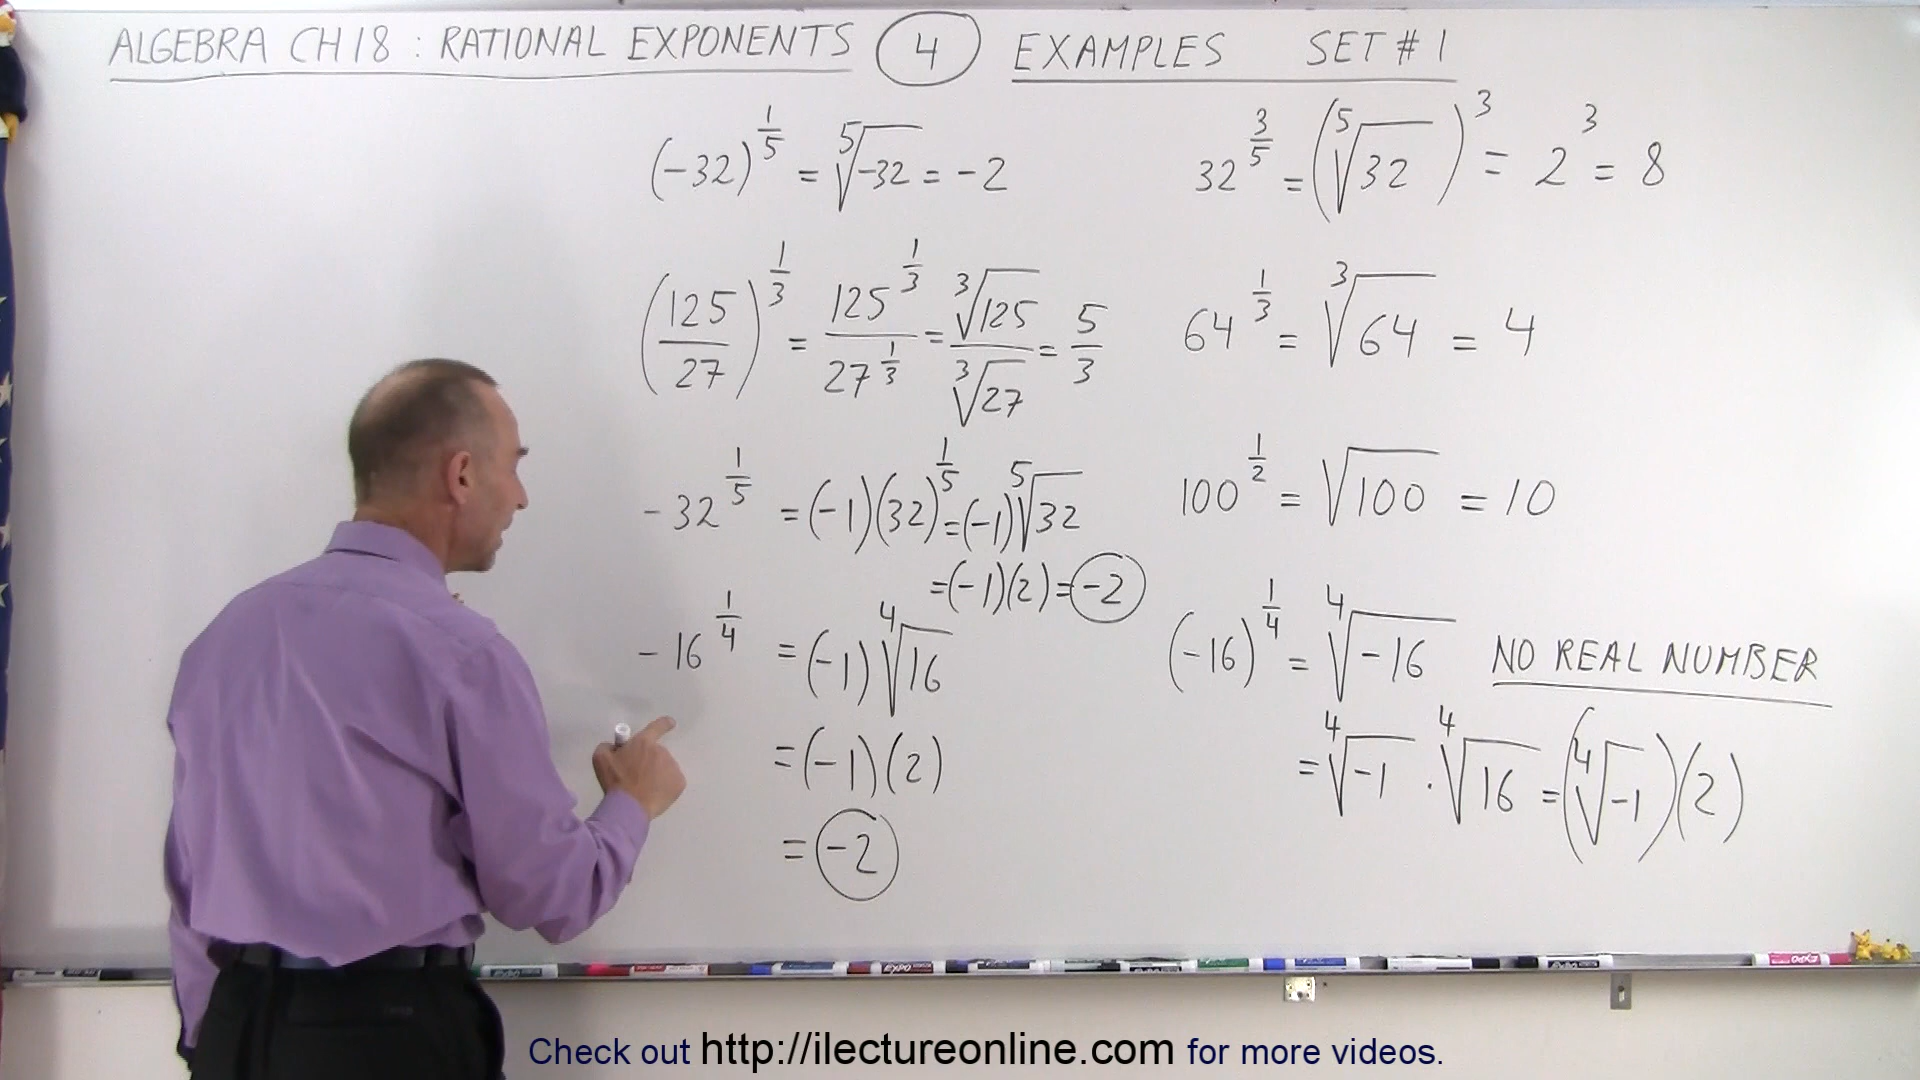 ALGEBRA CH18 : RATIONAL EXPONENTS ④ EXAMPLES SET # 1
(-32)^{1/5} = ⁵√-32 = -2
(125/27)^{1/3} = 125^{1/3}/27^{1/3} = ³√125/³√27 = 5/3
-32^{1/5} = (-1)(32)^{1/5} = (-1)⁵√32
= (-1)(2) = -2
-16^{1/4} = (-1)⁴√16
= (-1)(2)
= -2
32^{3/5} = (⁵√32)^3 = 2^3 = 8
64^{1/3} = ³√64 = 4
100^{1/2} = √100 = 10
(-16)^{1/4} = ⁴√-16 NO REAL NUMBER
= ⁴√-1 · ⁴√16 = (⁴√-1)(2)
Check out http://ilectureonline.com for more videos.